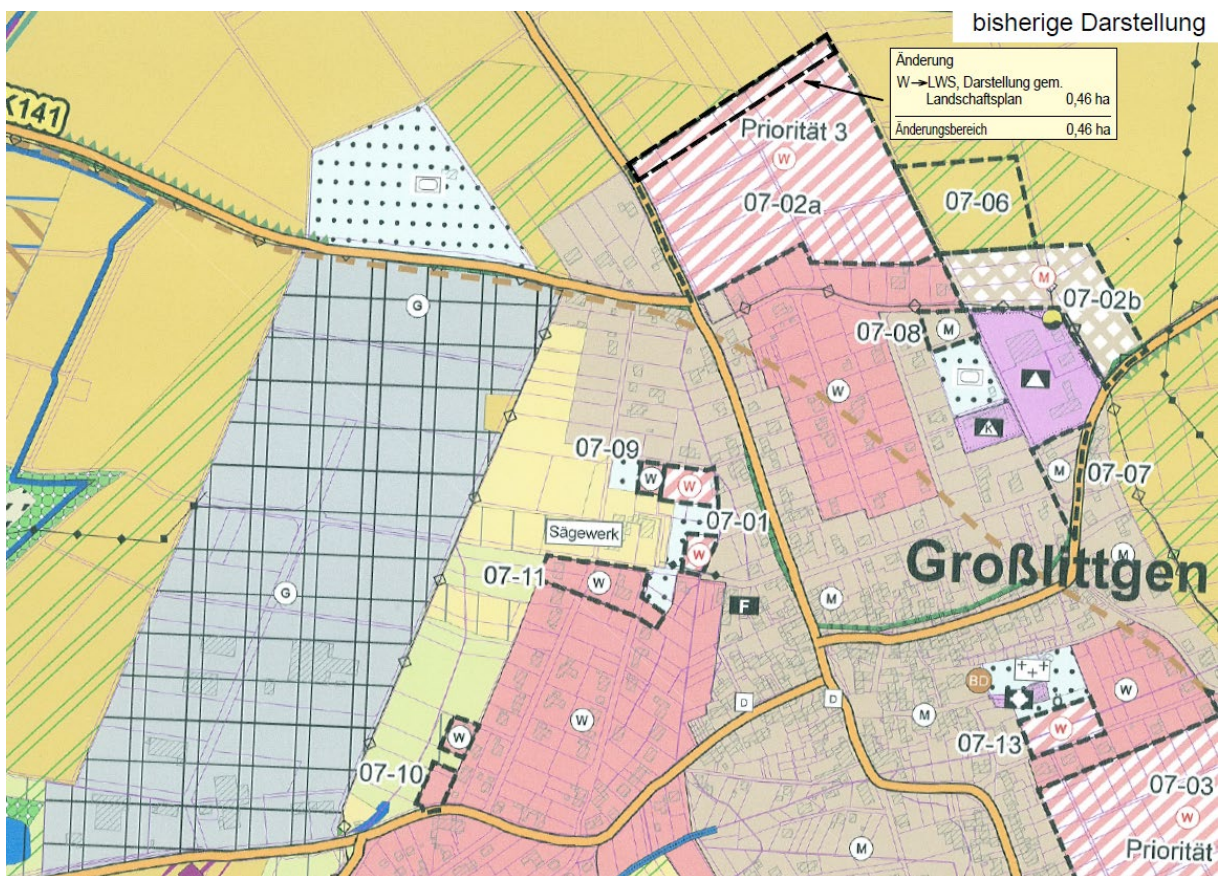 bisherige Darstellung
Änderung
W→LWS, Darstellung gem.
Landschaftsplan 0,46 ha
Änderungsbereich 0,46 ha
K141
Priorität 3
W
07-02a
07-06
M
07-02b
G
07-08
M
W
K
07-09
W
W
M
07-07
07-01
Sägewerk
W
M
Großlittgen
07-11
W
G
F
M
BD
D
D
W
M
W
W
07-13
W
07-10
07-03
W
Priorität
M